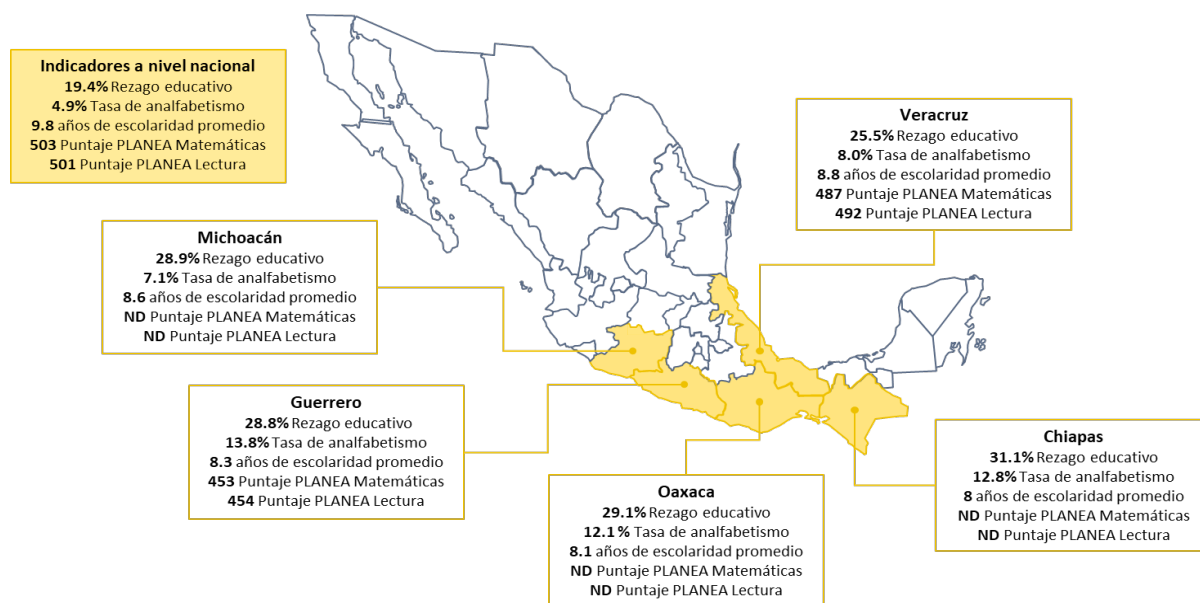 Indicadores a nivel nacional
19.4% Rezago educativo
4.9% Tasa de analfabetismo
9.8 años de escolaridad promedio
503 Puntaje PLANEA Matemáticas
501 Puntaje PLANEA Lectura
Veracruz
25.5% Rezago educativo
8.0% Tasa de analfabetismo
8.8 años de escolaridad promedio
487 Puntaje PLANEA Matemáticas
492 Puntaje PLANEA Lectura
Michoacán
28.9% Rezago educativo
7.1% Tasa de analfabetismo
8.6 años de escolaridad promedio
ND Puntaje PLANEA Matemáticas
ND Puntaje PLANEA Lectura
Guerrero
28.8% Rezago educativo
13.8% Tasa de analfabetismo
8.3 años de escolaridad promedio
453 Puntaje PLANEA Matemáticas
454 Puntaje PLANEA Lectura
Chiapas
31.1% Rezago educativo
12.8% Tasa de analfabetismo
8 años de escolaridad promedio
ND Puntaje PLANEA Matemáticas
ND Puntaje PLANEA Lectura
Oaxaca
29.1% Rezago educativo
12.1% Tasa de analfabetismo
8.1 años de escolaridad promedio
ND Puntaje PLANEA Matemáticas
ND Puntaje PLANEA Lectura